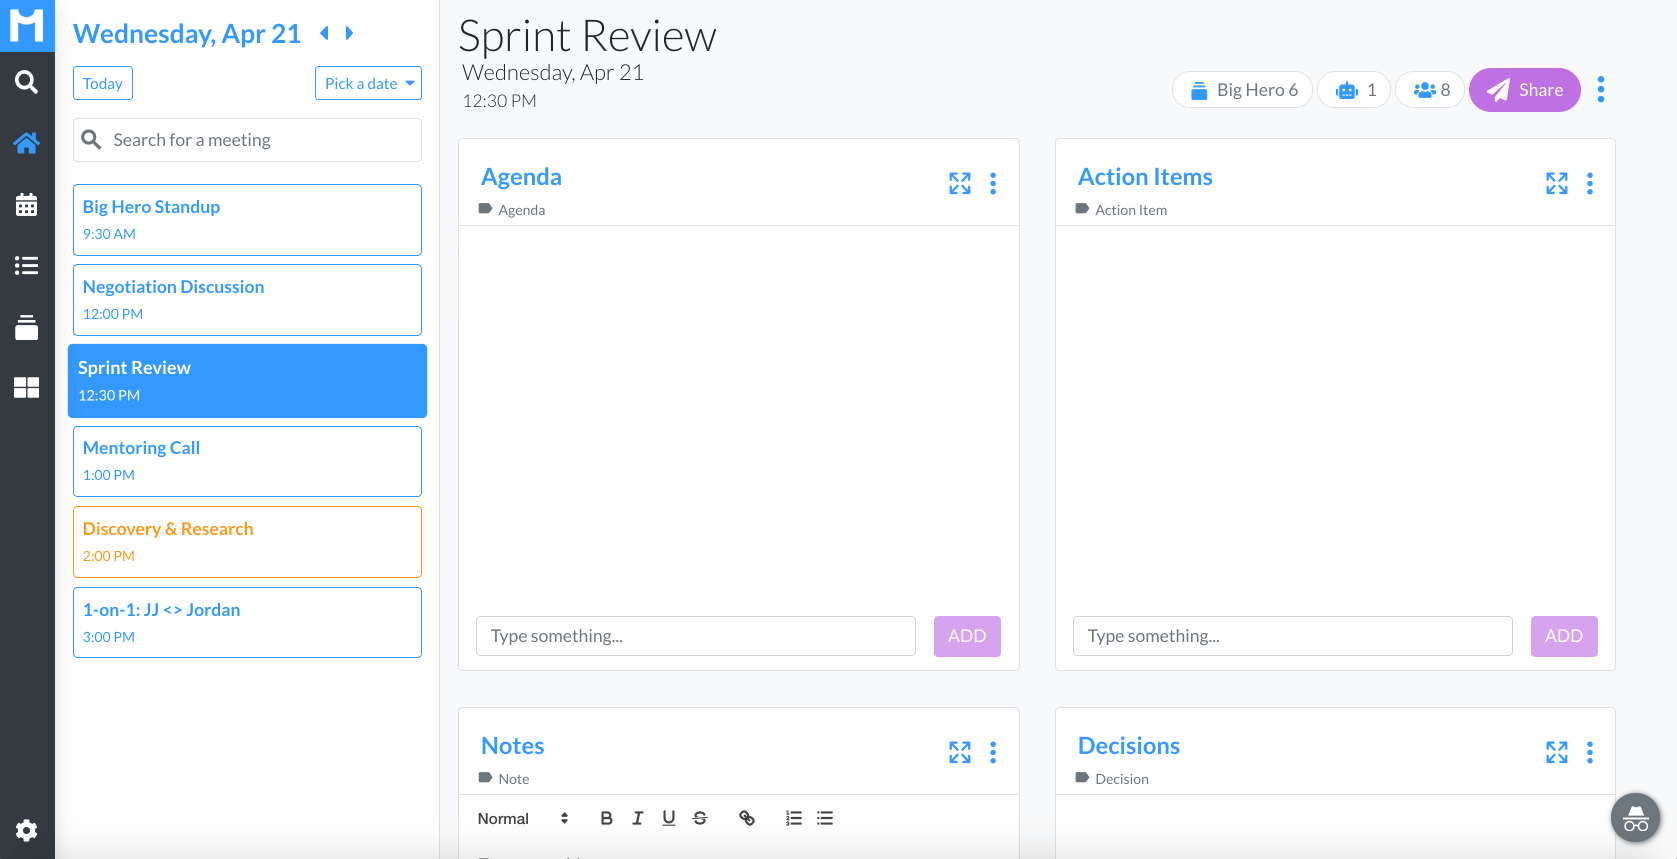 Wednesday, Apr 21
Today
Pick a date
Search for a meeting
Big Hero Standup
9:30 AM
Negotiation Discussion
12:00 PM
Sprint Review
12:30 PM
Mentoring Call
1:00 PM
Discovery & Research
2:00 PM
1-on-1: JJ <> Jordan
3:00 PM
Sprint Review
Wednesday, Apr 21
12:30 PM
Big Hero 6
1
8
Share
Agenda
Agenda
Type something...
ADD
Action Items
Action Item
Type something...
ADD
Notes
Note
Normal
B I U S
Decisions
Decision